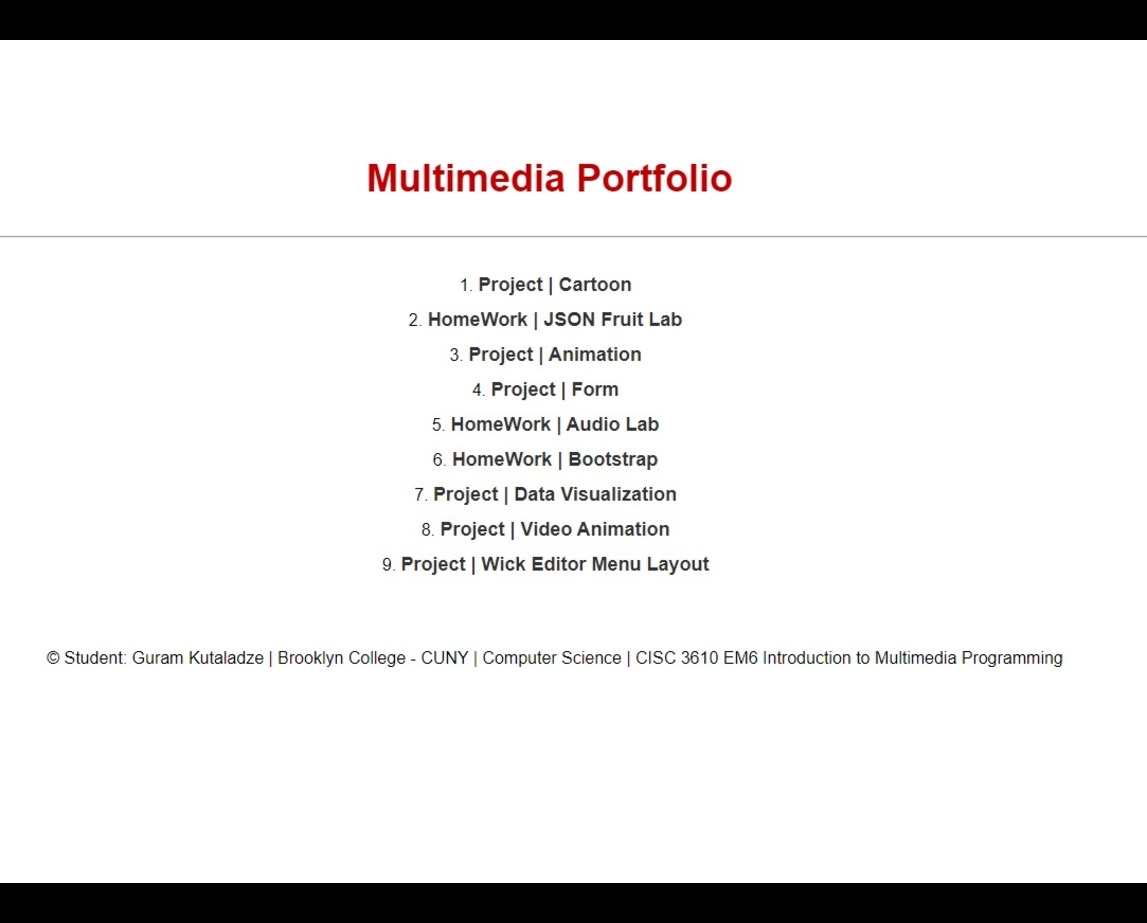 Multimedia Portfolio
1. Project | Cartoon
2. HomeWork | JSON Fruit Lab
3. Project | Animation
4. Project | Form
5. HomeWork | Audio Lab
6. HomeWork | Bootstrap
7. Project | Data Visualization
8. Project | Video Animation
9. Project | Wick Editor Menu Layout
© Student: Guram Kutaladze | Brooklyn College - CUNY | Computer Science | CISC 3610 EM6 Introduction to Multimedia Programming